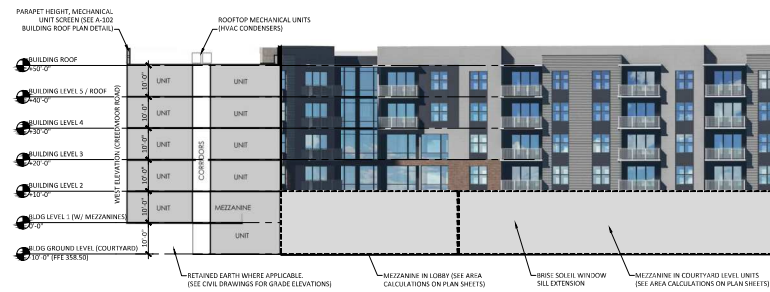 PARAPET HEIGHT, MECHANICAL
UNIT SCREEN (SEE A-102
BUILDING ROOF PLAN DETAIL)
ROOFTOP MECHANICAL UNITS
(HVAC CONDENSERS)
BUILDING ROOF
+50'-0"
BUILDING LEVEL 5 / ROOF
+40'-0"
BUILDING LEVEL 4
+30'-0"
BUILDING LEVEL 3
+20'-0"
BUILDING LEVEL 2
+10'-0"
BLDG LEVEL 1 (W/ MEZZANINES)
0'-0"
BLDG GROUND LEVEL (COURTYARD)
-10'-0" (FFE 358.50)
WEST ELEVATION (CREEDMOOR ROAD)
10'-0"
10'-0"
10'-0"
10'-0"
10'-0"
10'-0"
UNIT
UNIT
UNIT
UNIT
UNIT
UNIT
UNIT
UNIT
UNIT
MEZZANINE
UNIT
CORRIDORS
RETAINED EARTH WHERE APPLICABLE.
(SEE CIVIL DRAWINGS FOR GRADE ELEVATIONS)
MEZZANINE IN LOBBY (SEE AREA
CALCULATIONS ON PLAN SHEETS)
BRISE SOLEIL WINDOW
SILL EXTENSION
MEZZANINE IN COURTYARD LEVEL UNITS
(SEE AREA CALCULATIONS ON PLAN SHEETS)